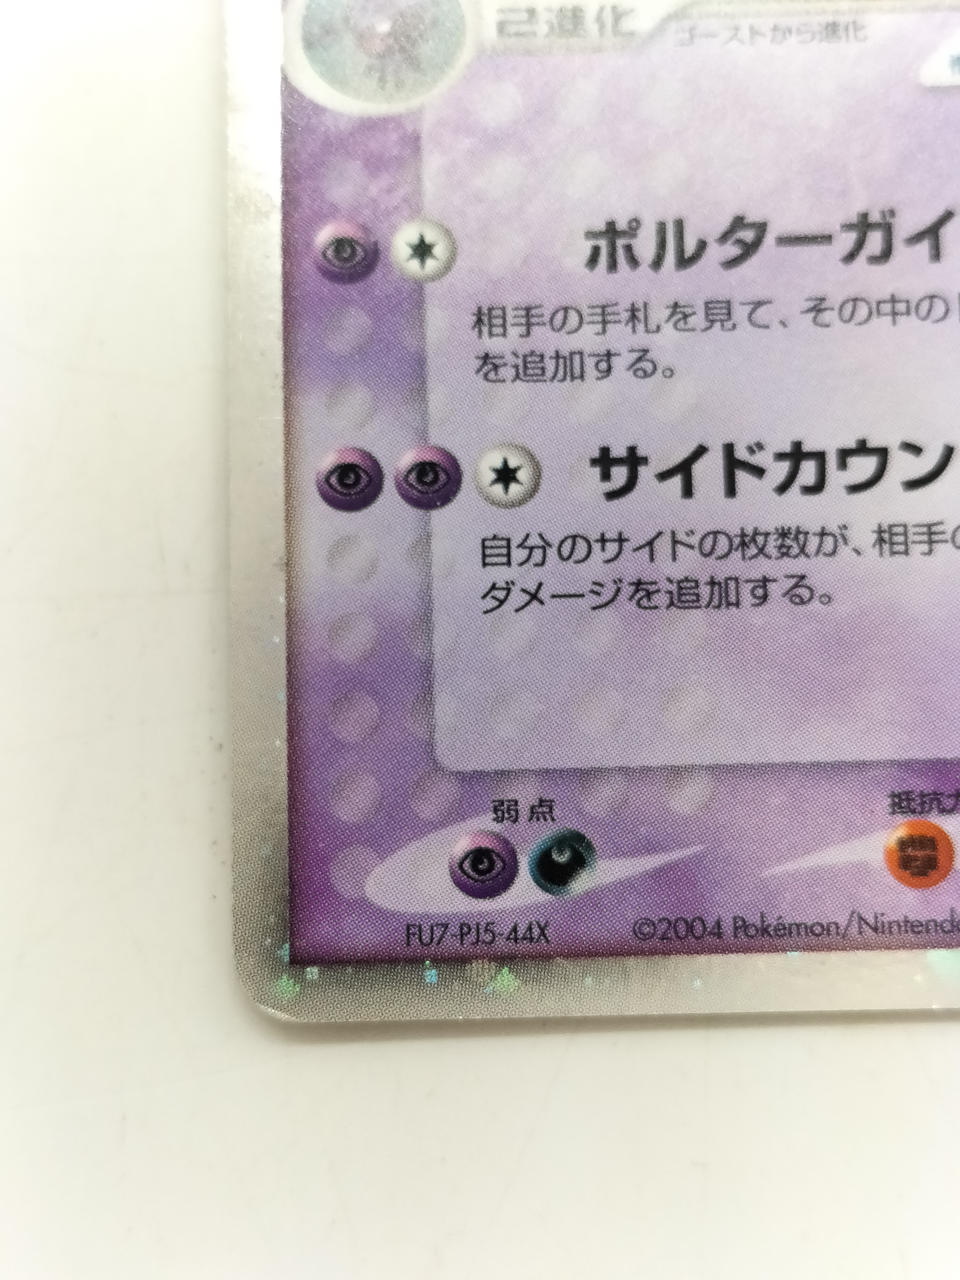 2進化 ゴーストから進化
ポルターガイ
相手の手札を見て、その中の
を追加する。
サイドカウン
自分のサイドの枚数が、相手の
ダメージを追加する。
弱点
抵抗力
FU7-PJ5-44X ©2004 Pokémon/Nintendo